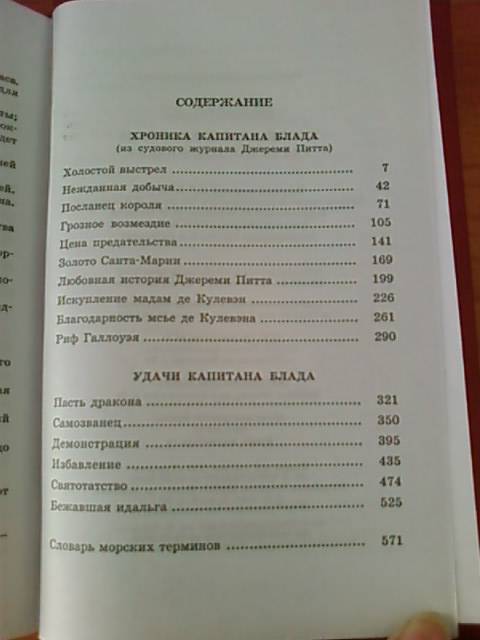 СОДЕРЖАНИЕ
ХРОНИКА КАПИТАНА БЛАДА
(из судового журнала Джереми Питта)
Холостой выстрел ........ 7
Нежданная добыча ........ 42
Посланец короля ........ 71
Грозное возмездие ........ 105
Цена предательства ........ 141
Золото Санта-Марии ........ 169
Любовная история Джереми Питта ........ 199
Искупление мадам де Кулевэн ........ 226
Благодарность мсье де Кулевэна ........ 261
Риф Галлоуэя ........ 290
УДАЧИ КАПИТАНА БЛАДА
Пасть дракона ........ 321
Самозванец ........ 350
Демонстрация ........ 395
Избавление ........ 435
Святотатство ........ 474
Бежавшая идальга ........ 525
Словарь морских терминов ........ 571